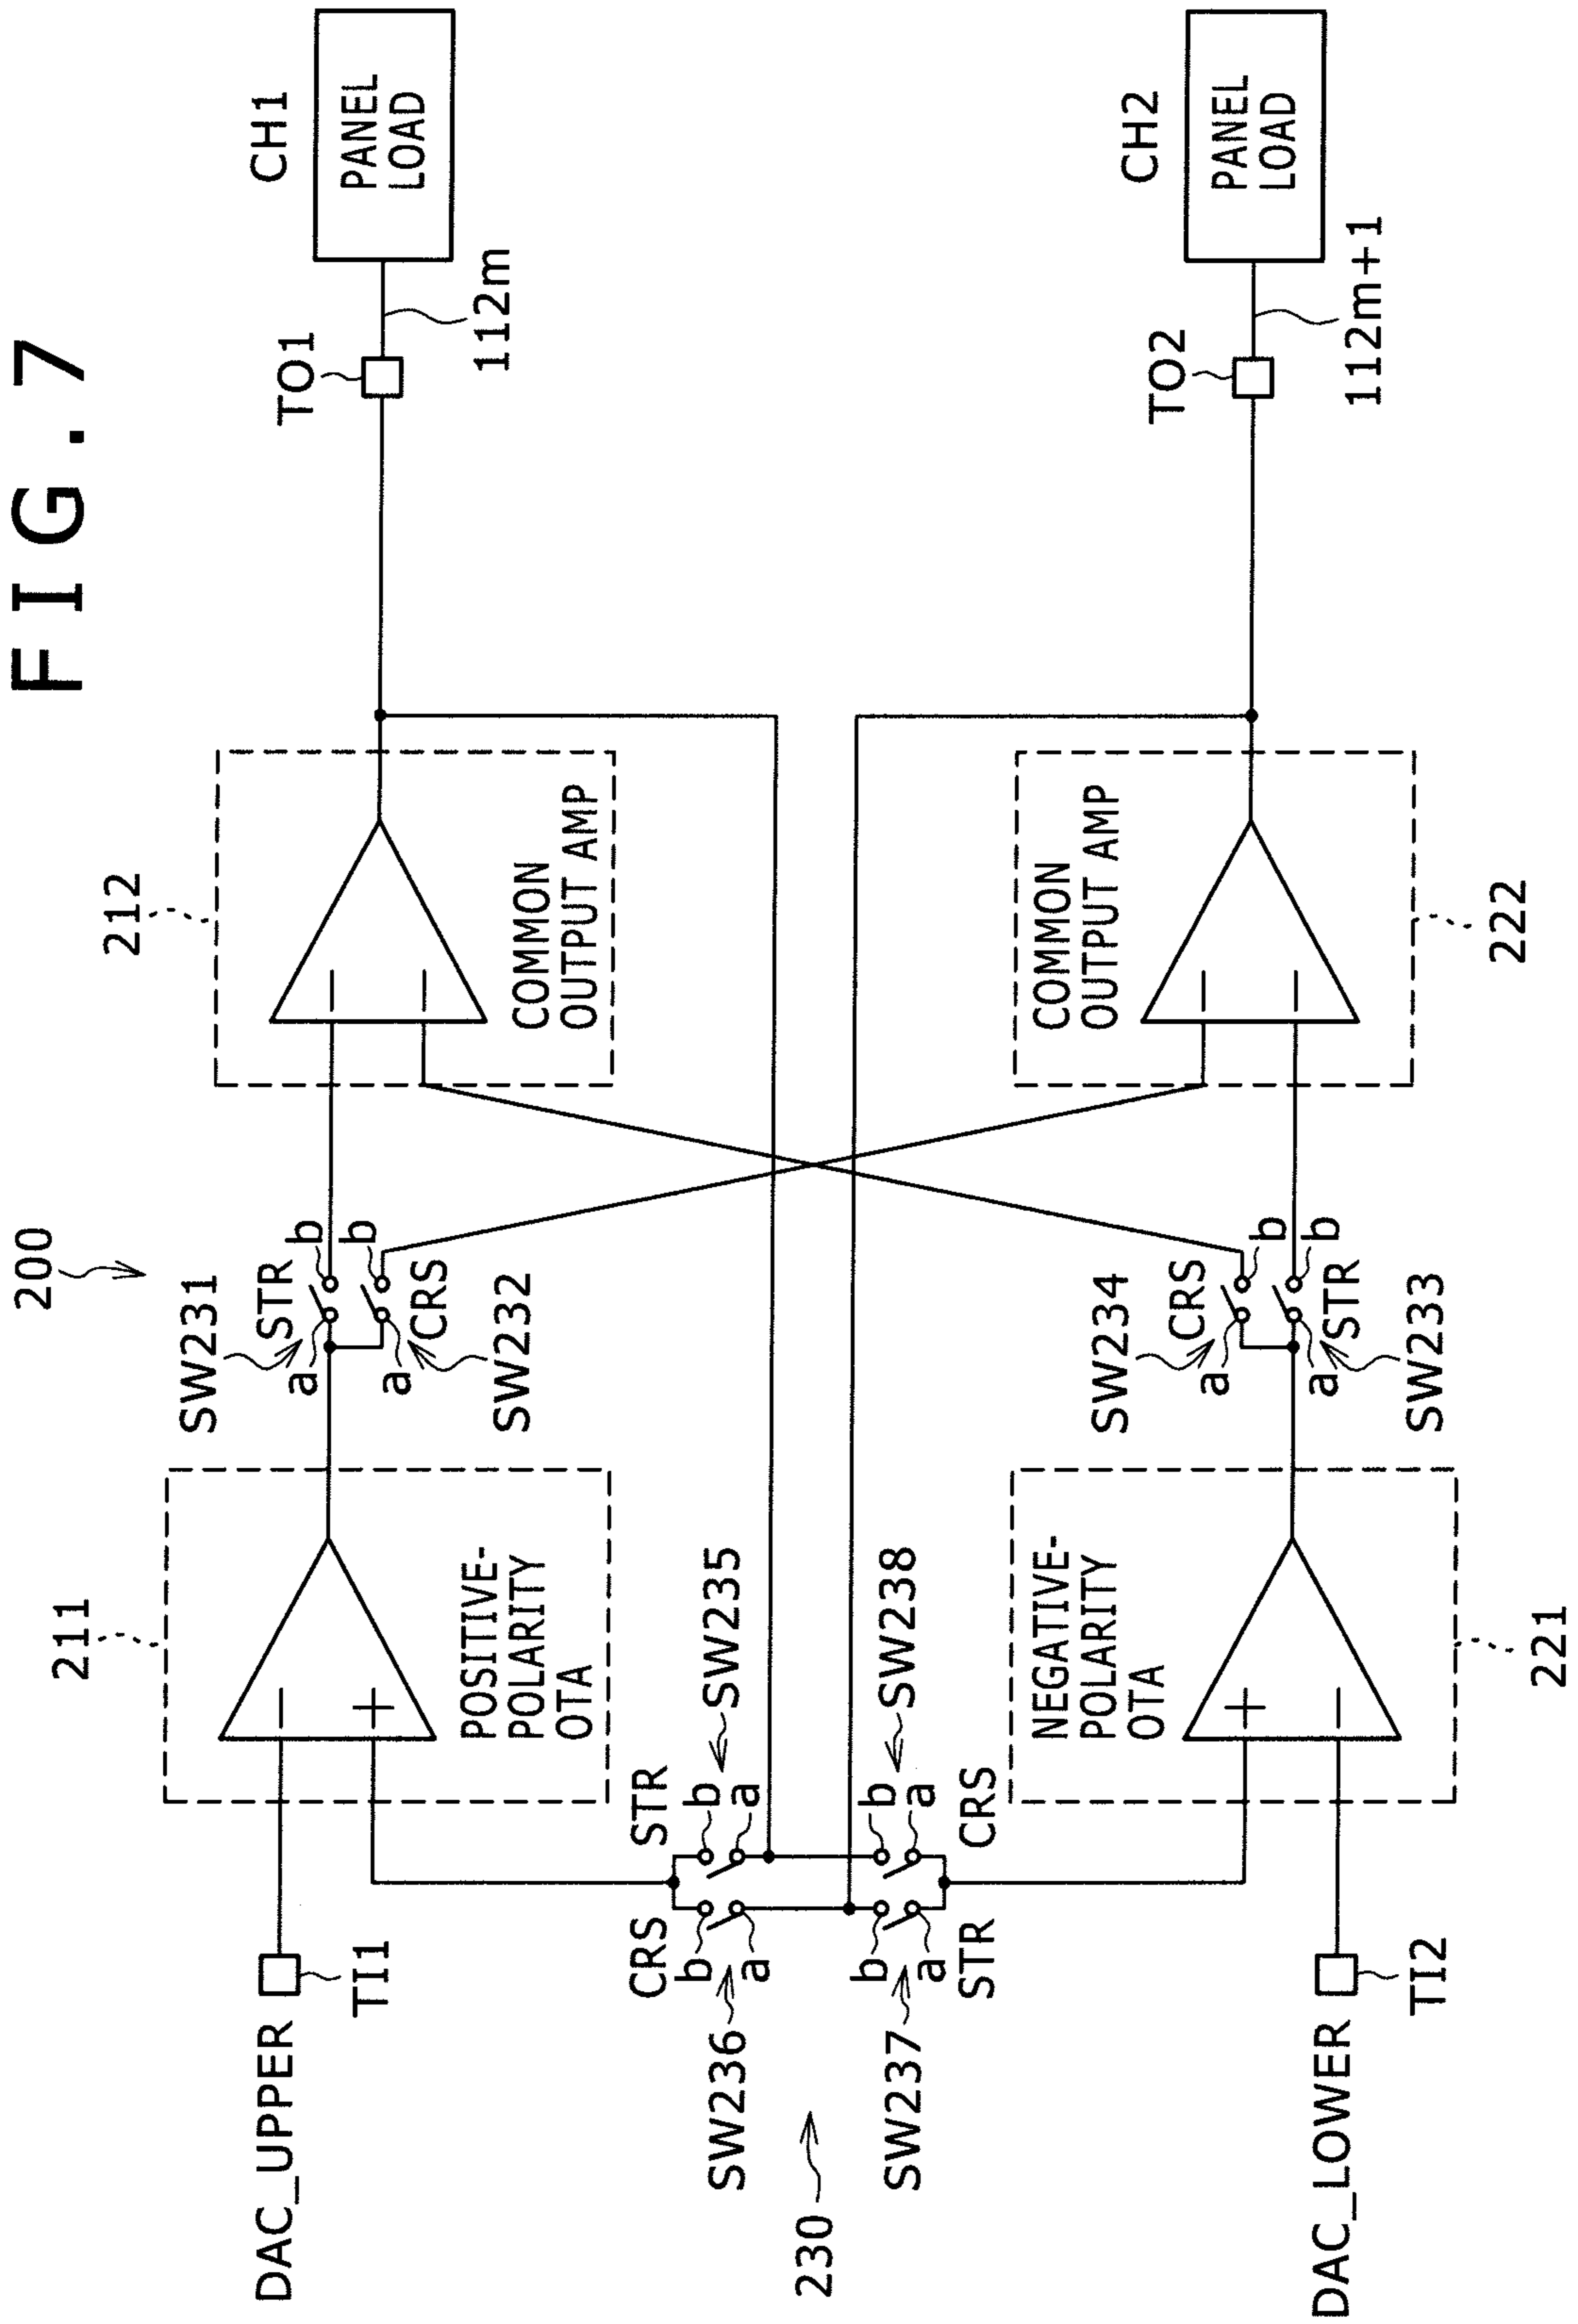 FIG.7
200
211
POSITIVE-
POLARITY
OTA
DAC_UPPER
TI1
SW231
STR
a
b
a
b
CRS
SW232
212
COMMON
OUTPUT AMP
TO1
112m
CH1
PANEL
LOAD
230
CRS
STR
b
a
b
a
SW236
SW235
b
a
b
a
SW237
SW238
STR
CRS
NEGATIVE-
POLARITY
OTA
221
DAC_LOWER
TI2
SW234
CRS
a
b
a
b
STR
SW233
COMMON
OUTPUT AMP
222
TO2
112m+1
CH2
PANEL
LOAD